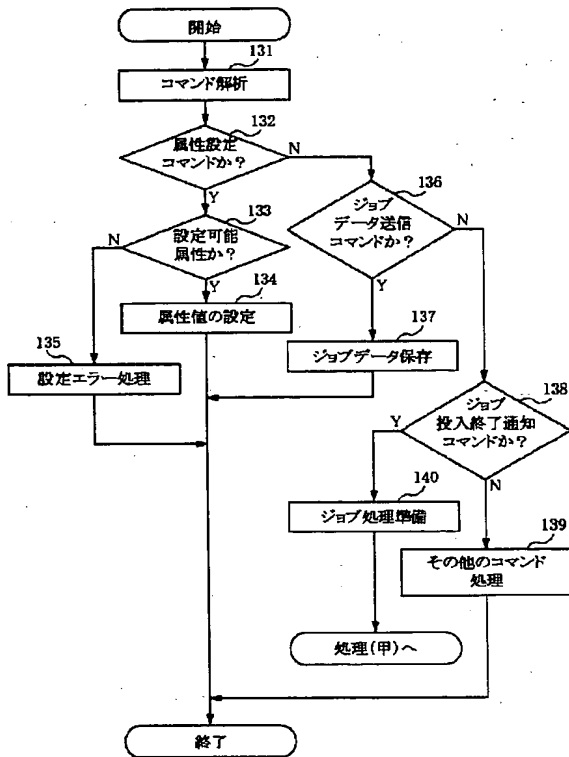 開始
131
コマンド解析
132
属性設定
コマンドか?
N
Y
133
設定可能
属性か?
N
Y
136
ジョブ
データ送信
コマンドか?
N
Y
134
属性値の設定
135
設定エラー処理
137
ジョブデータ保存
138
ジョブ
投入終了通知
コマンドか?
Y
N
140
ジョブ処理準備
139
その他のコマンド
処理
処理(甲)へ
終了